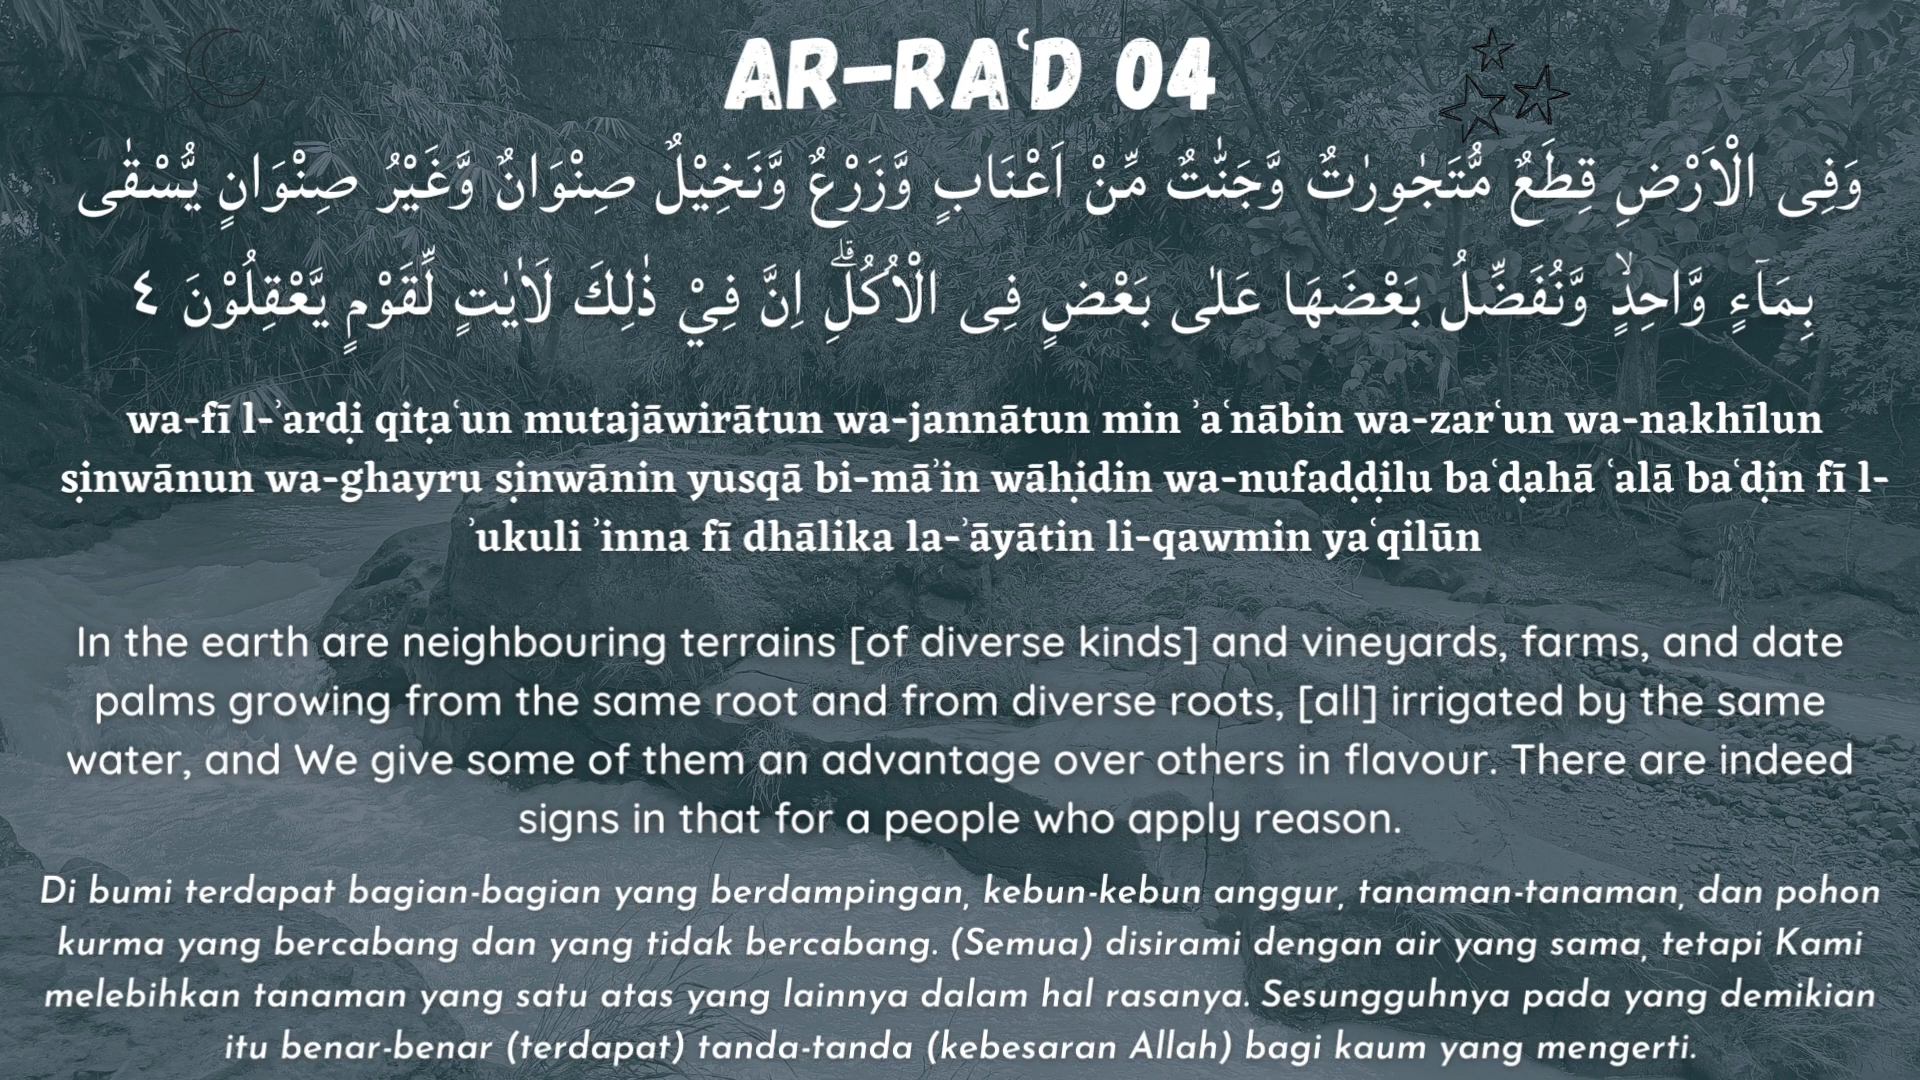 AR-RAʿD 04
وَفِى الْاَرْضِ قِطَعٌ مُّتَجٰوِرٰتٌ وَّجَنّٰتٌ مِّنْ اَعْنَابٍ وَّزَرْعٌ وَّنَخِيْلٌ صِنْوَانٌ وَّغَيْرُ صِنْوَانٍ يُّسْقٰى
بِمَاۤءٍ وَّاحِدٍۙ وَّنُفَضِّلُ بَعْضَهَا عَلٰى بَعْضٍ فِى الْاُكُلِۗ اِنَّ فِيْ ذٰلِكَ لَاٰيٰتٍ لِّقَوْمٍ يَّعْقِلُوْنَ ٤
wa-fī l-ʾarḍi qiṭaʿun mutajāwirātun wa-jannātun min ʾaʿnābin wa-zarʿun wa-nakhīlun
ṣinwānun wa-ghayru ṣinwānin yusqā bi-māʾin wāḥidin wa-nufaḍḍilu baʿḍahā ʿalā baʿḍin fī l-
ʾukuli ʾinna fī dhālika la-ʾāyātin li-qawmin yaʿqilūn
In the earth are neighbouring terrains [of diverse kinds] and vineyards, farms, and date
palms growing from the same root and from diverse roots, [all] irrigated by the same
water, and We give some of them an advantage over others in flavour. There are indeed
signs in that for a people who apply reason.
Di bumi terdapat bagian-bagian yang berdampingan, kebun-kebun anggur, tanaman-tanaman, dan pohon
kurma yang bercabang dan yang tidak bercabang. (Semua) disirami dengan air yang sama, tetapi Kami
melebihkan tanaman yang satu atas yang lainnya dalam hal rasanya. Sesungguhnya pada yang demikian
itu benar-benar (terdapat) tanda-tanda (kebesaran Allah) bagi kaum yang mengerti.